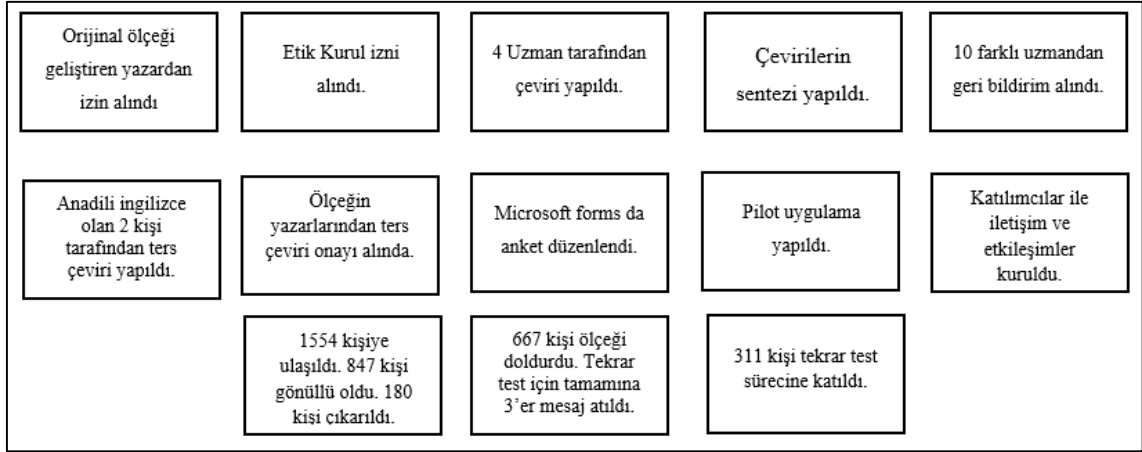 Orijinal ölçeği
geliştiren yazardan
izin alındı
Etik Kurul izni
alındı.
4 Uzman tarafından
çeviri yapıldı.
Çevirilerin
sentezi yapıldı.
10 farklı uzmandan
geri bildirim alındı.
Anadili ingilizce
olan 2 kişi
tarafından ters
çeviri yapıldı.
Ölçeğin
yazarlarından ters
çeviri onayı alında.
Microsoft forms da
anket düzenlendi.
Pilot uygulama
yapıldı.
Katılımcılar ile
iletişim ve
etkileşimler
kuruldu.
1554 kişiye
ulaşıldı. 847 kişi
gönüllü oldu. 180
kişi çıkarıldı.
667 kişi ölçeği
doldurdu. Tekrar
test için tamamına
3’er mesaj atıldı.
311 kişi tekrar test
sürecine katıldı.